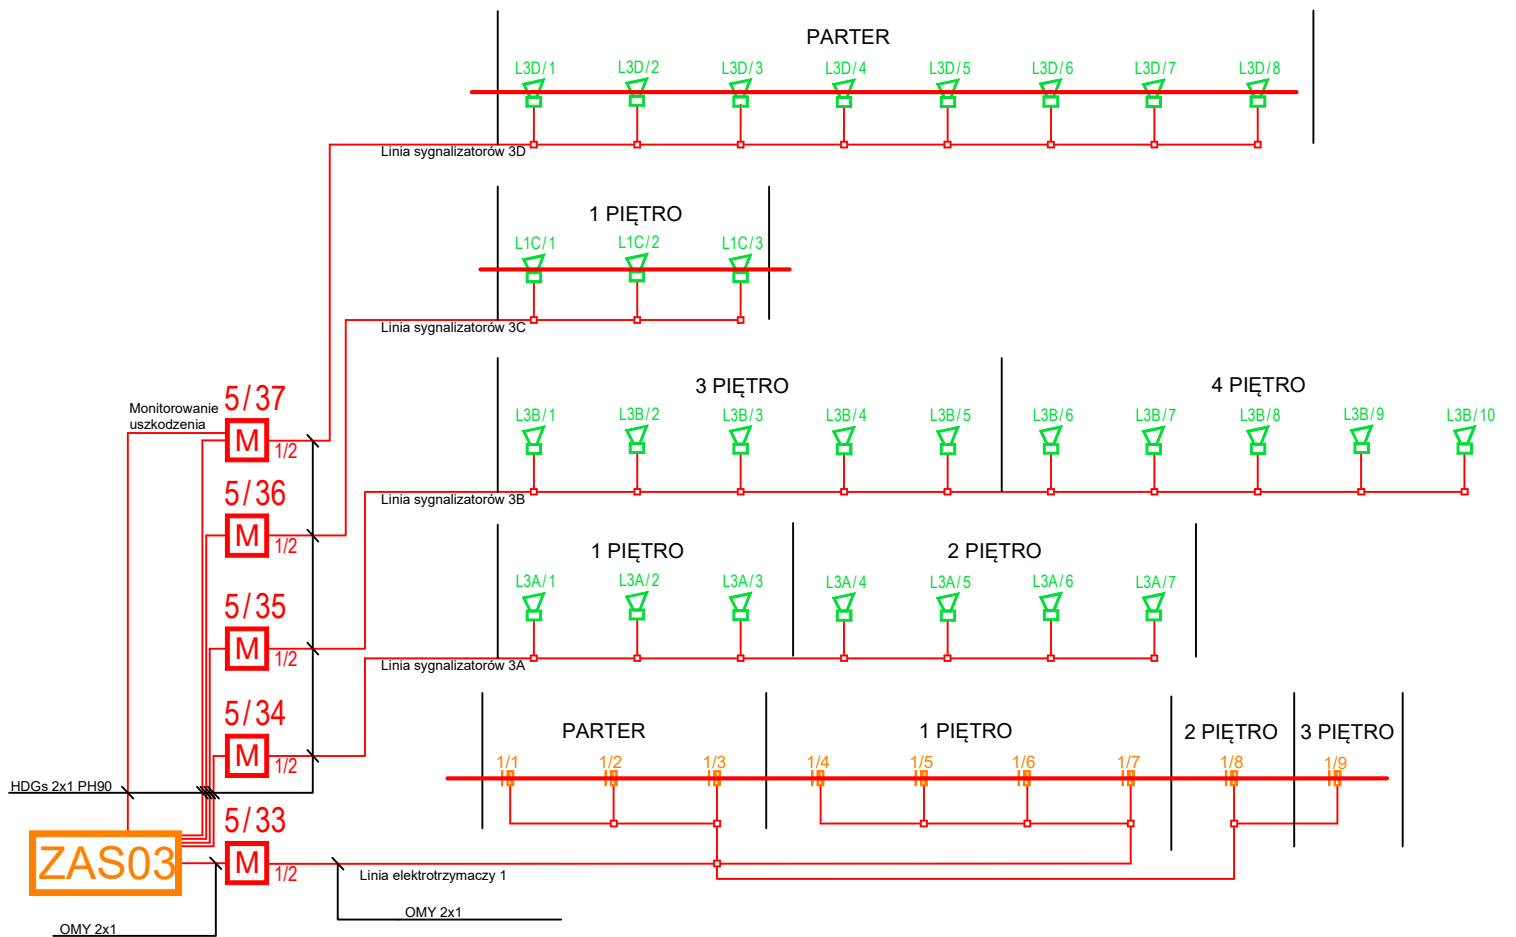 PARTER
L3D/1 L3D/2 L3D/3 L3D/4 L3D/5 L3D/6 L3D/7 L3D/8
Linia sygnalizatorów 3D
1 PIĘTRO
L1C/1 L1C/2 L1C/3
Linia sygnalizatorów 3C
3 PIĘTRO 4 PIĘTRO
L3B/1 L3B/2 L3B/3 L3B/4 L3B/5 L3B/6 L3B/7 L3B/8 L3B/9 L3B/10
Linia sygnalizatorów 3B
1 PIĘTRO 2 PIĘTRO
L3A/1 L3A/2 L3A/3 L3A/4 L3A/5 L3A/6 L3A/7
Linia sygnalizatorów 3A
PARTER 1 PIĘTRO 2 PIĘTRO 3 PIĘTRO
1/1 1/2 1/3 1/4 1/5 1/6 1/7 1/8 1/9
Linia elektrotrzymaczy 1
Monitorowanie
uszkodzenia
5/37
M
1/2
5/36
M
1/2
5/35
M
1/2
5/34
M
1/2
HDGs 2x1 PH90
5/33
M
1/2
ZAS03
OMY 2x1
OMY 2x1